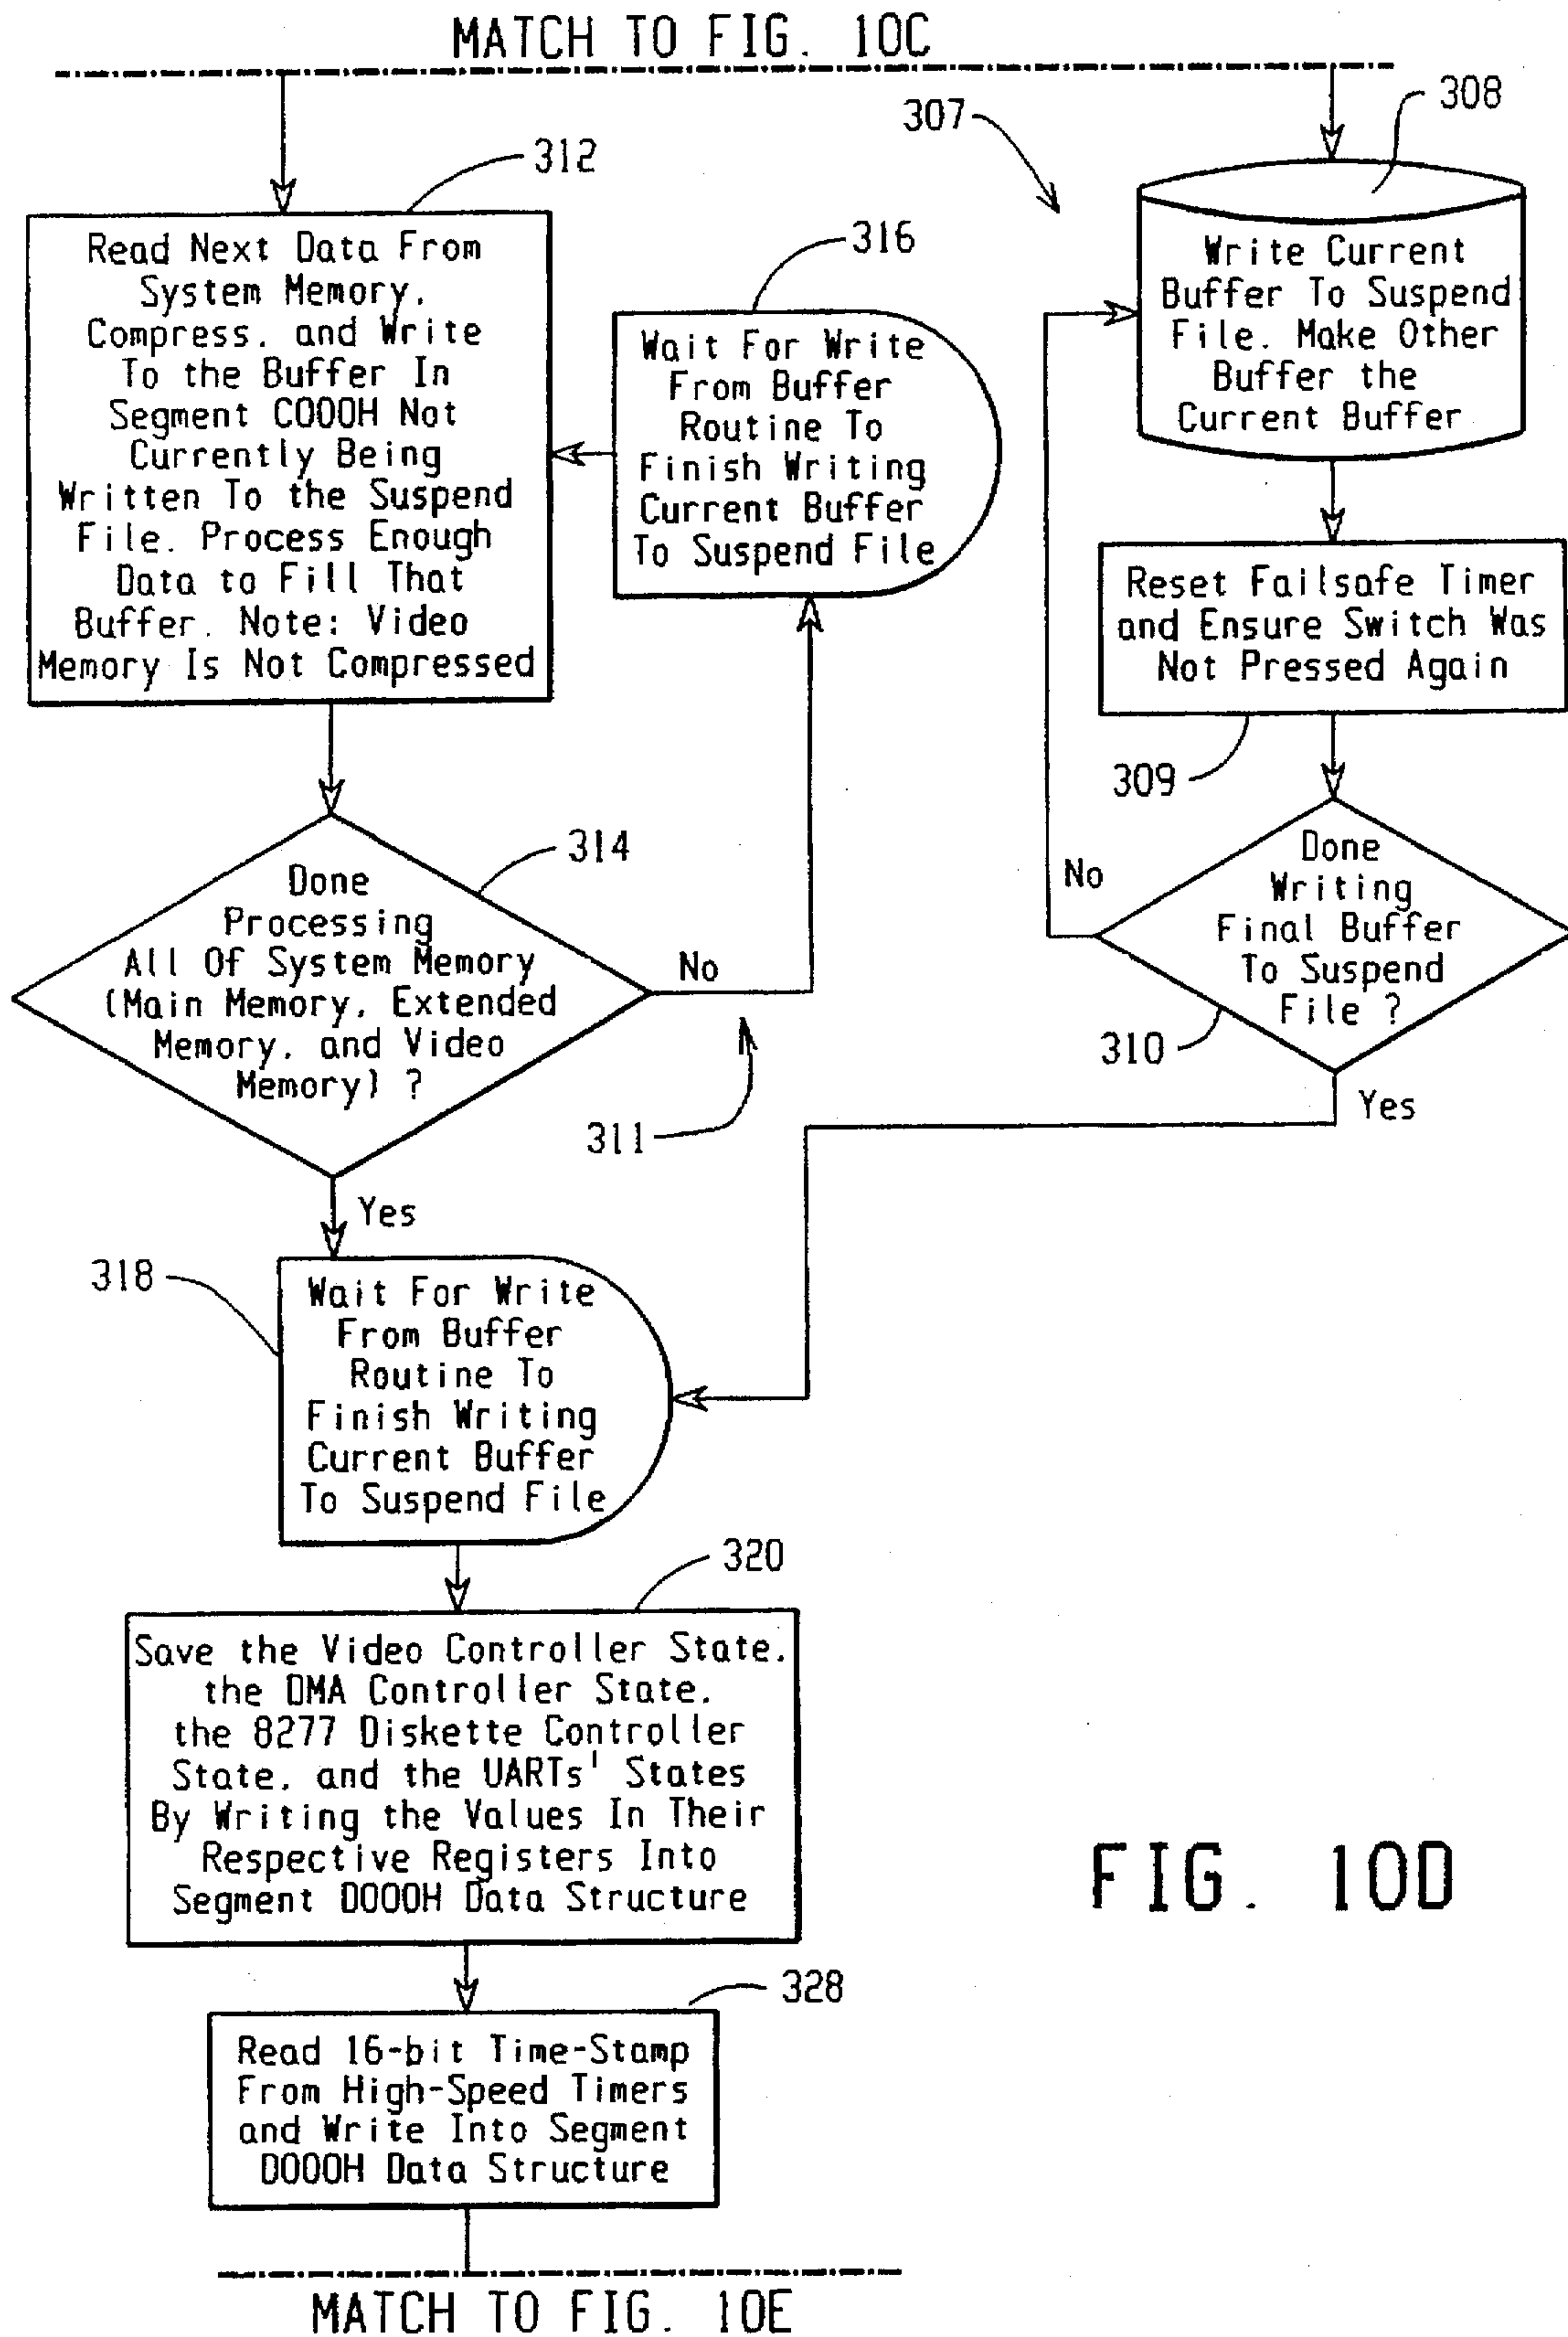 MATCH TO FIG. 10C
308
307
312
Read Next Data From
System Memory,
Compress, and Write
To the Buffer In
Segment C000H Not
Currently Being
Written To the Suspend
File. Process Enough
Data to Fill That
Buffer. Note: Video
Memory Is Not Compressed
316
Wait For Write
From Buffer
Routine To
Finish Writing
Current Buffer
To Suspend File
Write Current
Buffer To Suspend
File. Make Other
Buffer the
Current Buffer
Reset Failsafe Timer
and Ensure Switch Was
Not Pressed Again
309
314
Done
Processing
All Of System Memory
(Main Memory, Extended
Memory, and Video
Memory) ?
No
311
No
Done
Writing
Final Buffer
To Suspend
File ?
310
Yes
Yes
318
Wait For Write
From Buffer
Routine To
Finish Writing
Current Buffer
To Suspend File
320
Save the Video Controller State,
the DMA Controller State,
the 8277 Diskette Controller
State, and the UARTs' States
By Writing the Values In Their
Respective Registers Into
Segment D000H Data Structure
FIG. 10D
328
Read 16-bit Time-Stamp
From High-Speed Timers
and Write Into Segment
D000H Data Structure
MATCH TO FIG. 10E